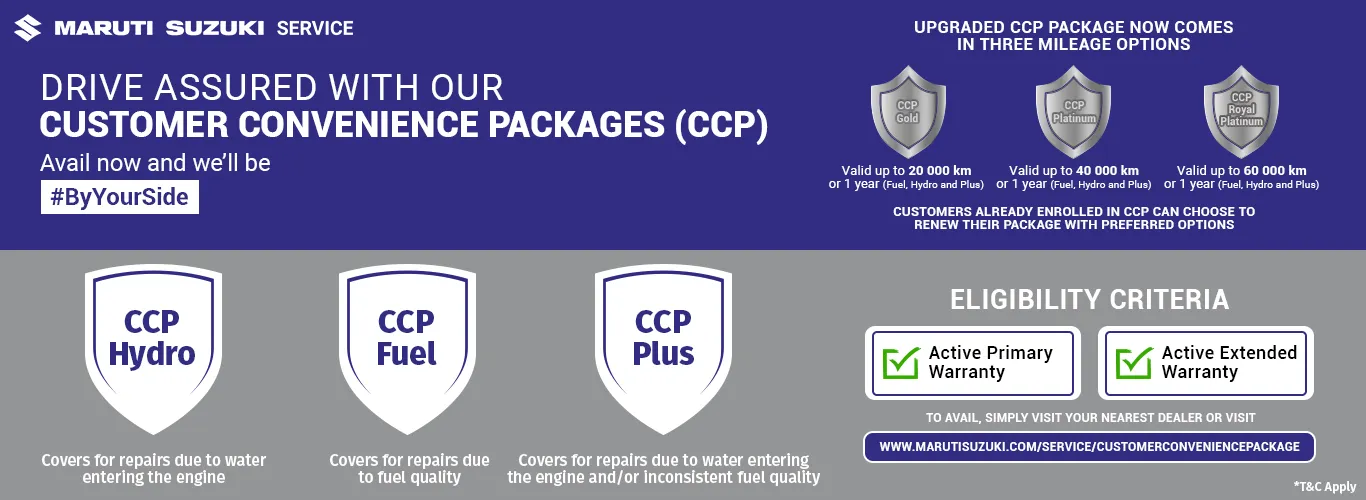 MARUTI SUZUKI SERVICE
DRIVE ASSURED WITH OUR
CUSTOMER CONVENIENCE PACKAGES (CCP)
Avail now and we'll be
#ByYourSide
UPGRADED CCP PACKAGE NOW COMES
IN THREE MILEAGE OPTIONS
CCP
Gold
Valid up to 20 000 km
or 1 year (Fuel, Hydro and Plus)
CCP
Platinum
Valid up to 40 000 km
or 1 year (Fuel, Hydro and Plus)
CCP
Royal
Platinum
Valid up to 60 000 km
or 1 year (Fuel, Hydro and Plus)
CUSTOMERS ALREADY ENROLLED IN CCP CAN CHOOSE TO
RENEW THEIR PACKAGE WITH PREFERRED OPTIONS
CCP
Hydro
Covers for repairs due to water
entering the engine
CCP
Fuel
Covers for repairs due
to fuel quality
CCP
Plus
Covers for repairs due to water entering
the engine and/or inconsistent fuel quality
ELIGIBILITY CRITERIA
Active Primary
Warranty
Active Extended
Warranty
TO AVAIL, SIMPLY VISIT YOUR NEAREST DEALER OR VISIT
WWW.MARUTISUZUKI.COM/SERVICE/CUSTOMERCONVENIENCEPACKAGE
*T&C Apply